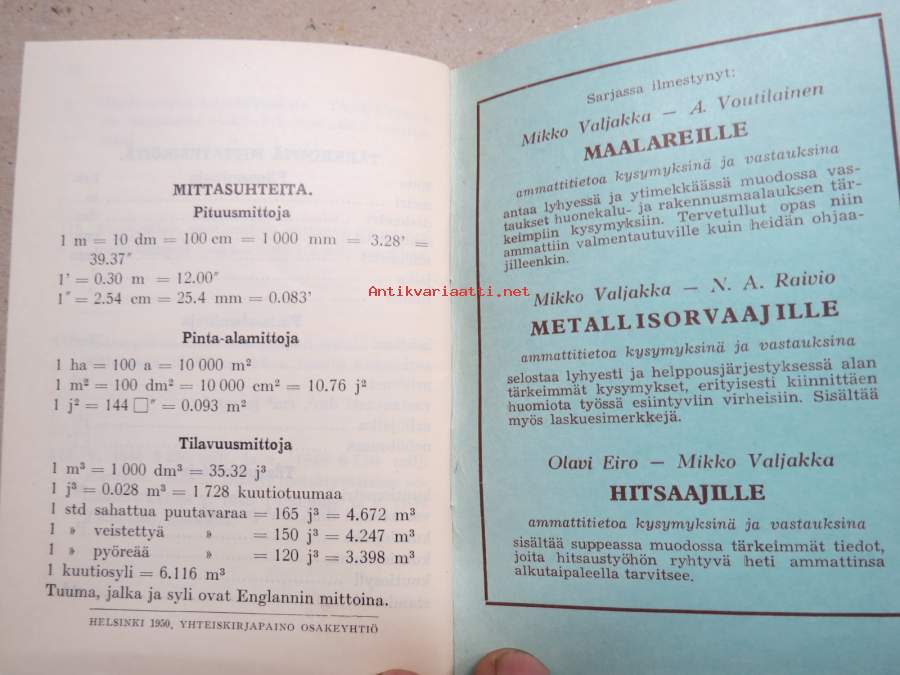 MITTASUHTEITA.
Pituusmittoja
1 m = 10 dm = 100 cm = 1 000 mm = 3.28' =
39.37"
1' = 0.30 m = 12.00"
1" = 2.54 cm = 25.4 mm = 0.083'
Pinta-alamittoja
1 ha = 100 a = 10 000 m²
1 m² = 100 dm² = 10 000 cm² = 10.76 j²
1 j² = 144 □" = 0.093 m²
Tilavuusmittoja
1 m³ = 1 000 dm³ = 35.32 j³
1 j³ = 0.028 m³ = 1 728 kuutiotuumaa
1 std sahattua puutavaraa = 165 j³ = 4.672 m³
1 » veistettyä » = 150 j³ = 4.247 m³
1 » pyöreää » = 120 j³ = 3.398 m³
1 kuutiosyli = 6.116 m³
Tuuma, jalka ja syli ovat Englannin mittoina.
HELSINKI 1950, YHTEISKIRJAPAINO OSAKEYHTIÖ
Antikvariaatti.net
Sarjassa ilmestynyt:
Mikko Valjakka — A. Voutilainen
MAALAREILLE
ammattitietoa kysymyksinä ja vastauksina
antaa lyhyessä ja ytimekkäässä muodossa vas-
taukset huonekalu- ja rakennusmaalauksen tär-
keimpiin kysymyksiin. Tervetullut opas niin
ammattiin valmentautuville kuin heidän ohjaa-
jilleenkin.
Mikko Valjakka — N. A. Raivio
METALLISORVAAJILLE
ammattitietoa kysymyksinä ja vastauksina
selostaa lyhyesti ja helppousjärjestyksessä alan
tärkeimmät kysymykset, erityisesti kiinnittäen
huomiota työssä esiintyviin virheisiin. Sisältää
myös laskuesimerkkejä.
Olavi Eiro — Mikko Valjakka
HITSAAJILLE
ammattitietoa kysymyksinä ja vastauksina
sisältää suppeassa muodossa tärkeimmät tiedot,
joita hitsaustyöhön ryhtyvä heti ammattinsa
alkutaipaleella tarvitsee.